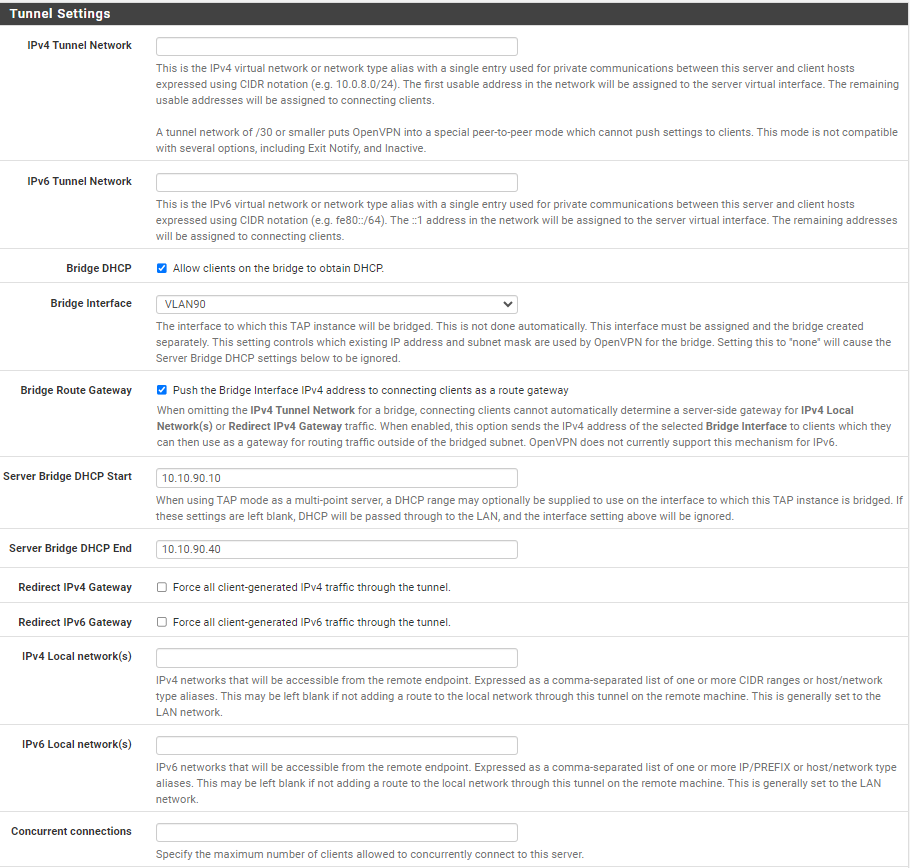 Tunnel Settings
IPv4 Tunnel Network
This is the IPv4 virtual network or network type alias with a single entry used for private communications between this server and client hosts
expressed using CIDR notation (e.g. 10.0.8.0/24). The first usable address in the network will be assigned to the server virtual interface. The remaining
usable addresses will be assigned to connecting clients.
A tunnel network of /30 or smaller puts OpenVPN into a special peer-to-peer mode which cannot push settings to clients. This mode is not compatible
with several options, including Exit Notify, and Inactive.
IPv6 Tunnel Network
This is the IPv6 virtual network or network type alias with a single entry used for private communications between this server and client hosts
expressed using CIDR notation (e.g. fe80::/64). The ::1 address in the network will be assigned to the server virtual interface. The remaining addresses
will be assigned to connecting clients.
Bridge DHCP
Allow clients on the bridge to obtain DHCP.
Bridge Interface
VLAN90
The interface to which this TAP instance will be bridged. This is not done automatically. This interface must be assigned and the bridge created
separately. This setting controls which existing IP address and subnet mask are used by OpenVPN for the bridge. Setting this to "none" will cause the
Server Bridge DHCP settings below to be ignored.
Bridge Route Gateway
Push the Bridge Interface IPv4 address to connecting clients as a route gateway
When omitting the IPv4 Tunnel Network for a bridge, connecting clients cannot automatically determine a server-side gateway for IPv4 Local
Network(s) or Redirect IPv4 Gateway traffic. When enabled, this option sends the IPv4 address of the selected Bridge Interface to clients which they
can then use as a gateway for routing traffic outside of the bridged subnet. OpenVPN does not currently support this mechanism for IPv6.
Server Bridge DHCP Start
10.10.90.10
When using TAP mode as a multi-point server, a DHCP range may optionally be supplied to use on the interface to which this TAP instance is bridged. If
these settings are left blank, DHCP will be passed through to the LAN, and the interface setting above will be ignored.
Server Bridge DHCP End
10.10.90.40
Redirect IPv4 Gateway
Force all client-generated IPv4 traffic through the tunnel.
Redirect IPv6 Gateway
Force all client-generated IPv6 traffic through the tunnel.
IPv4 Local network(s)
IPv4 networks that will be accessible from the remote endpoint. Expressed as a comma-separated list of one or more CIDR ranges or host/network
type aliases. This may be left blank if not adding a route to the local network through this tunnel on the remote machine. This is generally set to the
LAN network.
IPv6 Local network(s)
IPv6 networks that will be accessible from the remote endpoint. Expressed as a comma-separated list of one or more IP/PREFIX or host/network type
aliases. This may be left blank if not adding a route to the local network through this tunnel on the remote machine. This is generally set to the LAN
network.
Concurrent connections
Specify the maximum number of clients allowed to concurrently connect to this server.